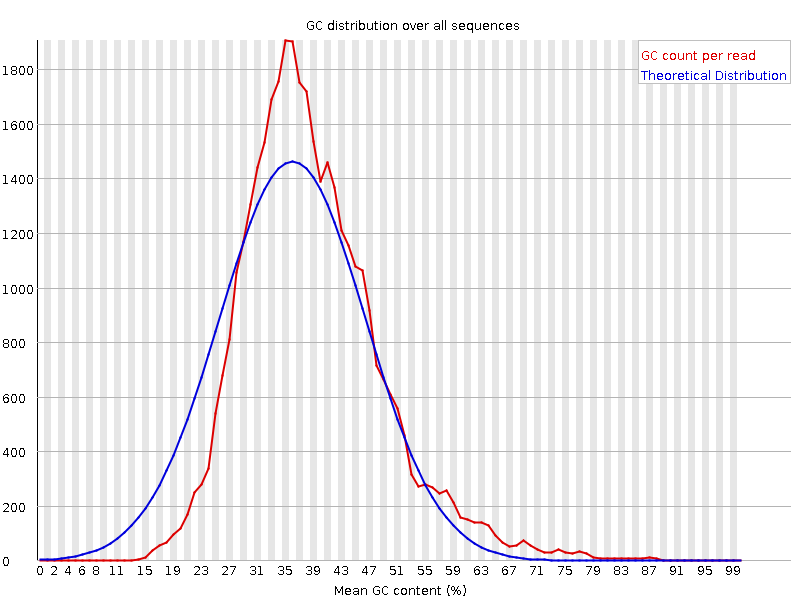 GC distribution over all sequences
GC count per read
Theoretical Distribution
1800
1600
1400
1200
1000
800
600
400
200
0
0 2 4 6 8 11 15 19 23 27 31 35 39 43 47 51 55 59 63 67 71 75 79 83 87 91 95 99
Mean GC content (%)